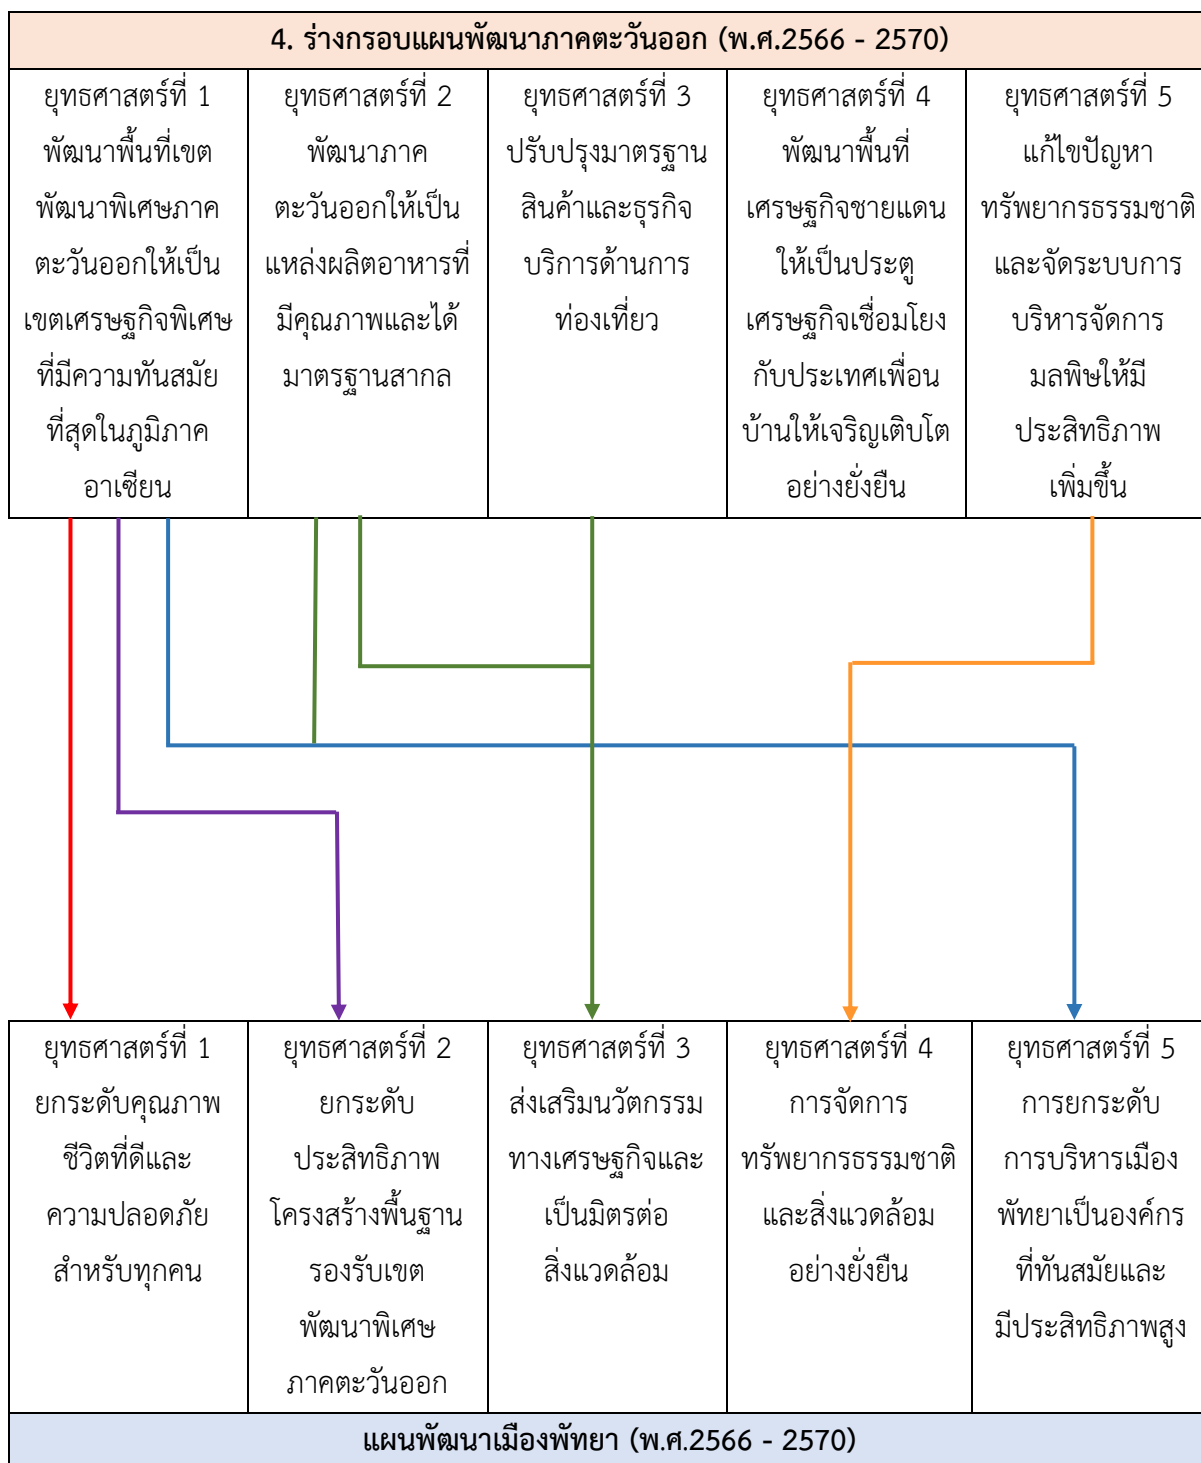 4. ร่างกรอบแผนพัฒนาภาคตะวันออก (พ.ศ.2566 - 2570)
ยุทธศาสตร์ที่ 1
พัฒนาพื้นที่เขต
พัฒนาพิเศษภาค
ตะวันออกให้เป็น
เขตเศรษฐกิจพิเศษ
ที่มีความทันสมัย
ที่สุดในภูมิภาค
อาเซียน
ยุทธศาสตร์ที่ 2
พัฒนาภาค
ตะวันออกให้เป็น
แหล่งผลิตอาหารที่
มีคุณภาพและได้
มาตรฐานสากล
ยุทธศาสตร์ที่ 3
ปรับปรุงมาตรฐาน
สินค้าและธุรกิจ
บริการด้านการ
ท่องเที่ยว
ยุทธศาสตร์ที่ 4
พัฒนาพื้นที่
เศรษฐกิจชายแดน
ให้เป็นประตู
เศรษฐกิจเชื่อมโยง
กับประเทศเพื่อน
บ้านให้เจริญเติบโต
อย่างยั่งยืน
ยุทธศาสตร์ที่ 5
แก้ไขปัญหา
ทรัพยากรธรรมชาติ
และจัดระบบการ
บริหารจัดการ
มลพิษให้มี
ประสิทธิภาพ
เพิ่มขึ้น
ยุทธศาสตร์ที่ 1
ยกระดับคุณภาพ
ชีวิตที่ดีและ
ความปลอดภัย
สำหรับทุกคน
ยุทธศาสตร์ที่ 2
ยกระดับ
ประสิทธิภาพ
โครงสร้างพื้นฐาน
รองรับเขต
พัฒนาพิเศษ
ภาคตะวันออก
ยุทธศาสตร์ที่ 3
ส่งเสริมนวัตกรรม
ทางเศรษฐกิจและ
เป็นมิตรต่อ
สิ่งแวดล้อม
ยุทธศาสตร์ที่ 4
การจัดการ
ทรัพยากรธรรมชาติ
และสิ่งแวดล้อม
อย่างยั่งยืน
ยุทธศาสตร์ที่ 5
การยกระดับ
การบริหารเมือง
พัทยาเป็นองค์กร
ที่ทันสมัยและ
มีประสิทธิภาพสูง
แผนพัฒนาเมืองพัทยา (พ.ศ.2566 - 2570)